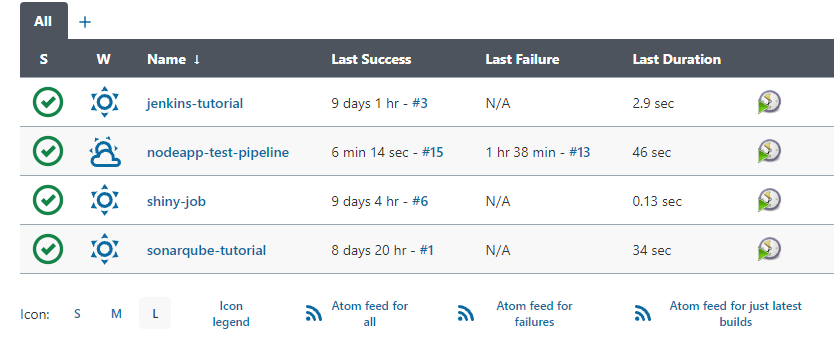 All +
S W Name ↓ Last Success Last Failure Last Duration
jenkins-tutorial 9 days 1 hr - #3 N/A 2.9 sec
nodeapp-test-pipeline 6 min 14 sec - #15 1 hr 38 min - #13 46 sec
shiny-job 9 days 4 hr - #6 N/A 0.13 sec
sonarqube-tutorial 8 days 20 hr - #1 N/A 34 sec
Icon: S M L
Icon
legend
Atom feed for
all
Atom feed for
failures
Atom feed for just latest
builds